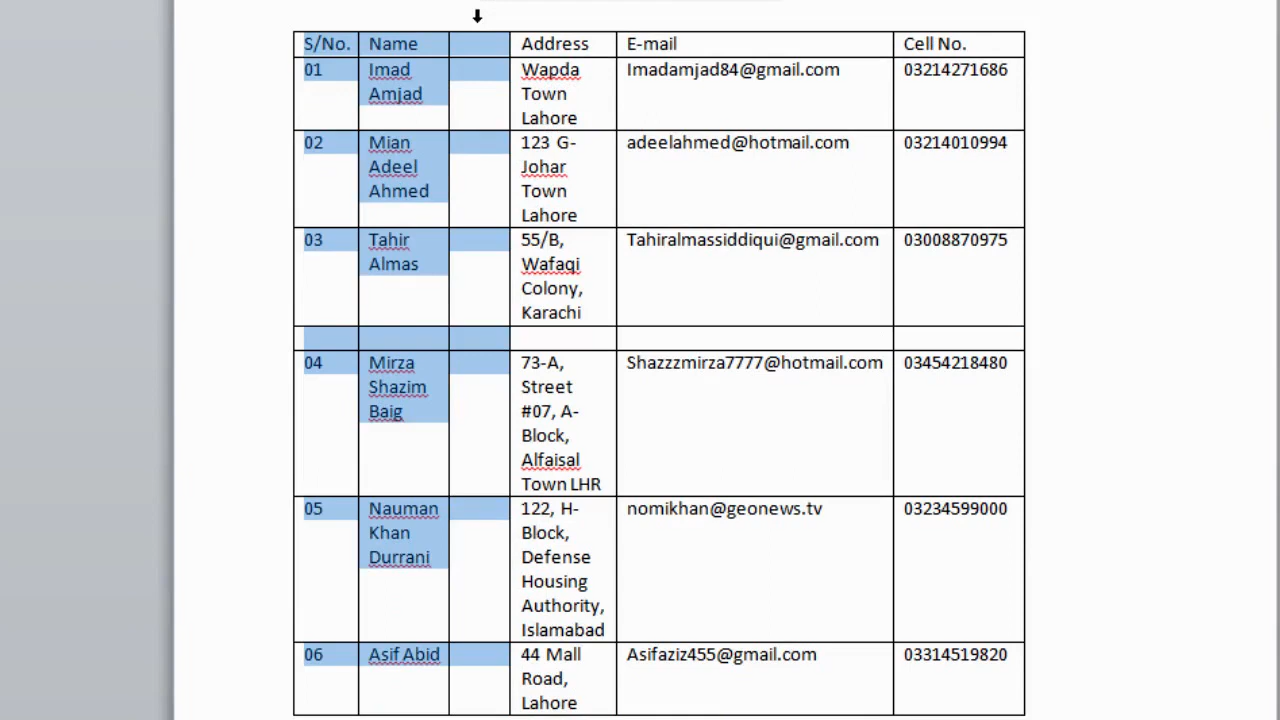 S/No. Name Address E-mail Cell No.
01 Imad Wapda Imadamjad84@gmail.com 03214271686
Amjad Town
Lahore
02 Mian 123 G- adeelahmed@hotmail.com 03214010994
Adeel Johar
Ahmed Town
Lahore
03 Tahir 55/B, Tahiralmassiddiqui@gmail.com 03008870975
Almas Wafaqi
Colony,
Karachi
04 Mirza 73-A, Shazzzmirza7777@hotmail.com 03454218480
Shazim Street
Baig #07, A-
Block,
Alfaisal
Town LHR
05 Nauman 122, H- nomikhan@geonews.tv 03234599000
Khan Block,
Durrani Defense
Housing
Authority,
Islamabad
06 Asif Abid 44 Mall Asifaziz455@gmail.com 03314519820
Road,
Lahore